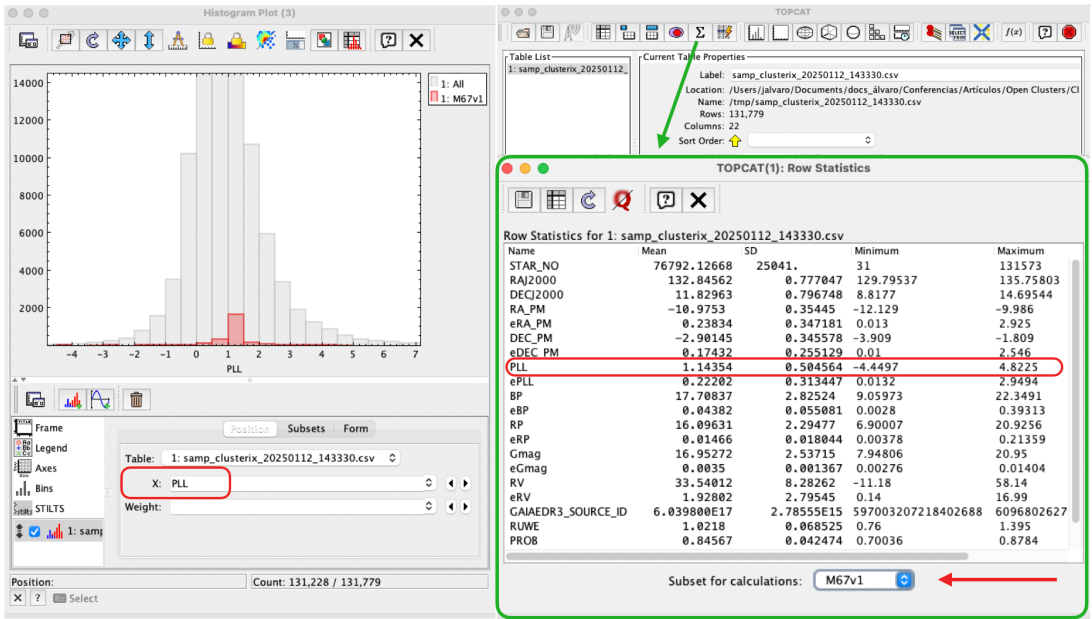 Histogram Plot (3)
14000
12000
10000
8000
6000
4000
2000
-4 -3 -2 -1 0 1 2 3 4 5 6 7
PLL
1: All
1: M67v1
Frame
Legend
Axes
Bins
STILTS
1: samp
Position Subsets Form
Table: 1: samp_clusterix_20250112_143330.csv
X: PLL
Weight:
Position:
Count: 131,228 / 131,779
Select
TOPCAT
f(x)
Table List
1: samp_clusterix_20250112_
Current Table Properties
Label: samp_clusterix_20250112_143330.csv
Location: /Users/jalvaro/Documents/docs_álvaro/Conferencias/Artículos/Open Clusters/Cl
Name: /tmp/samp_clusterix_20250112_143330.csv
Rows: 131,779
Columns: 22
Sort Order:
TOPCAT(1): Row Statistics
Row Statistics for 1: samp_clusterix_20250112_143330.csv
Name Mean SD Minimum Maximum
STAR_NO 76792.12668 25041. 31 131573
RAJ2000 132.84562 0.777047 129.79537 135.75803
DECJ2000 11.82963 0.796748 8.8177 14.69544
RA_PM -10.9753 0.35445 -12.129 -9.986
eRA_PM 0.23834 0.347181 0.013 2.925
DEC_PM -2.90145 0.345578 -3.909 -1.809
eDEC_PM 0.17432 0.255129 0.01 2.546
PLL 1.14354 0.504564 -4.4497 4.8225
ePLL 0.22202 0.313447 0.0132 2.9494
BP 17.70837 2.82524 9.05973 22.3491
eBP 0.04382 0.055081 0.0028 0.39313
RP 16.09631 2.29477 6.90007 20.9256
eRP 0.01466 0.018044 0.00378 0.21359
Gmag 16.95272 2.53715 7.94806 20.95
eGmag 0.0035 0.001367 0.00276 0.01404
RV 33.54012 8.28262 -11.18 58.14
eRV 1.92802 2.79545 0.14 16.99
GAIAEDR3_SOURCE_ID 6.039800E17 2.78555E15 597003207218402688 6096802627
RUWE 1.0218 0.068525 0.76 1.395
PROB 0.84567 0.042474 0.70036 0.8784
Subset for calculations: M67v1